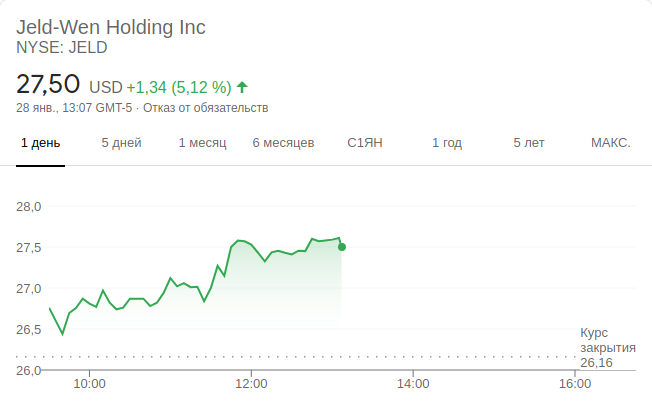 Jeld-Wen Holding Inc
NYSE: JELD
27,50 USD +1,34 (5,12 %)
28 янв., 13:07 GMT-5 · Отказ от обязательств
1 день 5 дней 1 месяц 6 месяцев С1ЯН 1 год 5 лет МАКС.
28,0
27,5
27,0
26,5
Курс
закрытия
26,16
26,0
10:00 12:00 14:00 16:00